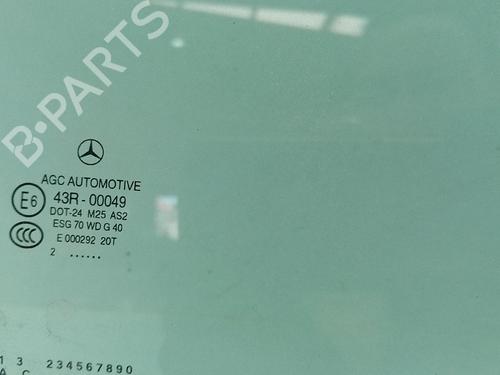 B-PARTS
AGC AUTOMOTIVE
E6 43R - 00049
DOT-24 M25 AS2
CCC ESG 70 WD G 40
E 000292 20T
2 ......
1 3 234567890
A C